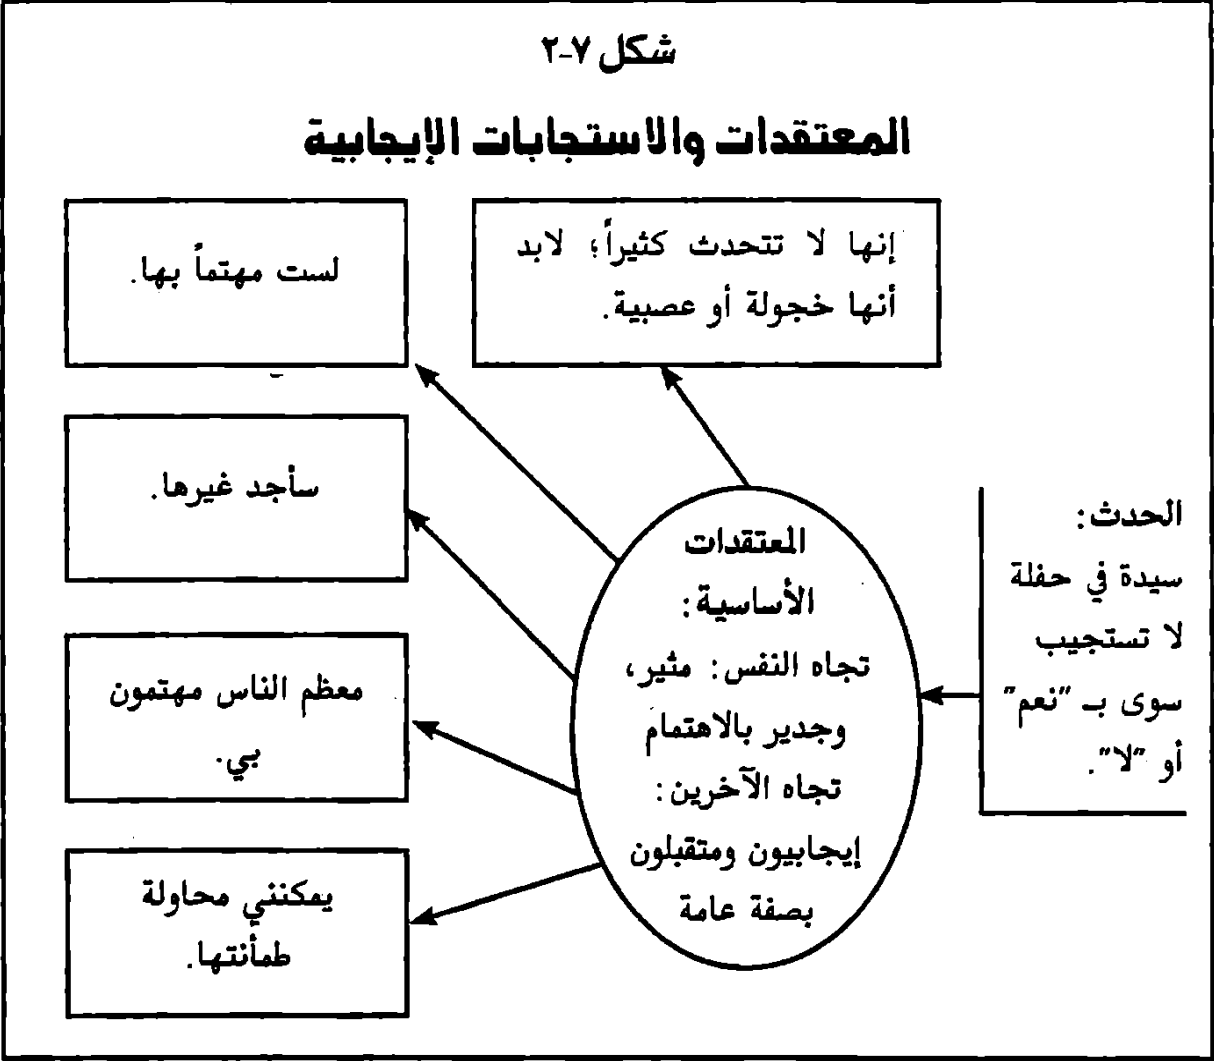 شكل ٧-٢
المعتقدات والاستجابات الإيجابية
إنها لا تتحدث كثيراً؛ لابد
أنها خجولة أو عصبية.
لست مهتماً بها.
سأجد غيرها.
الحدث:
سيدة في حفلة
لا تستجيب
سوى بـ "نعم"
أو "لا".
المعتقدات
الأساسية:
تجاه النفس: مثير،
وجدير بالاهتمام
تجاه الآخرين:
إيجابيون ومتقبلون
بصفة عامة
معظم الناس مهتمون
بي.
يمكنني محاولة
طمأنتها.